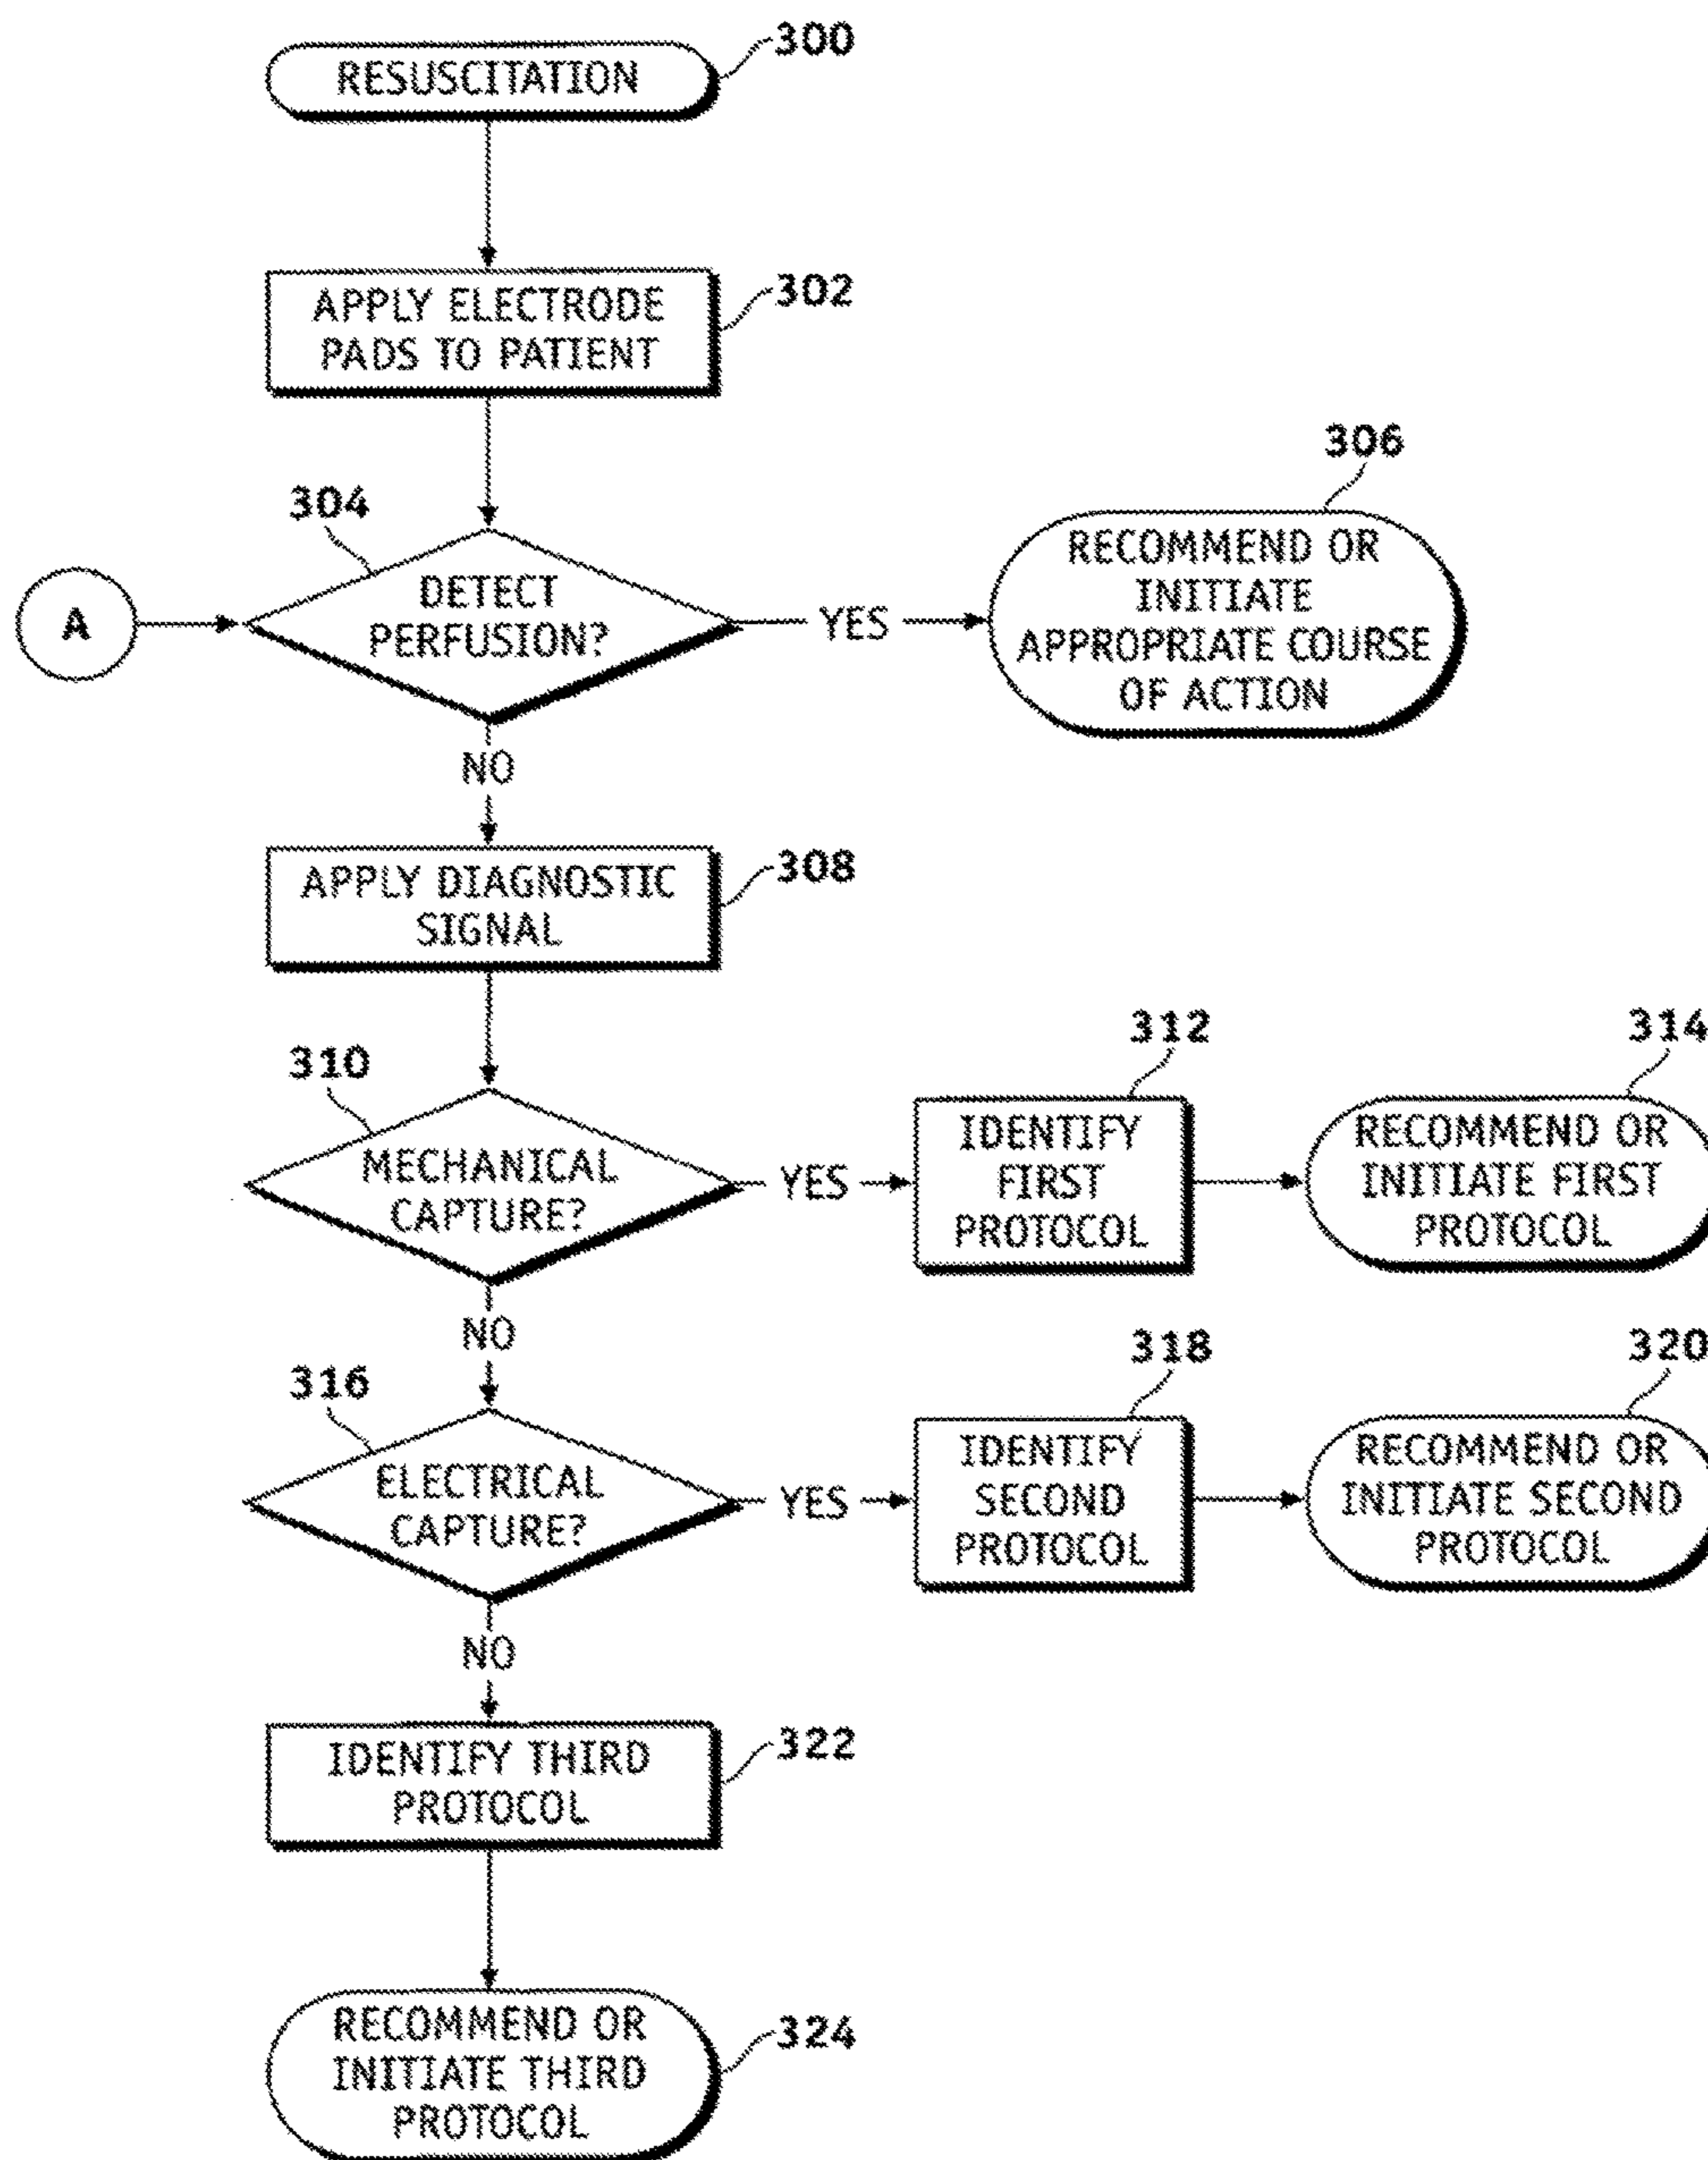 300
RESUSCITATION
302
APPLY ELECTRODE
PADS TO PATIENT
304
306
A
DETECT
PERFUSION?
YES
RECOMMEND OR
INITIATE
APPROPRIATE COURSE
OF ACTION
NO
308
APPLY DIAGNOSTIC
SIGNAL
310
312
314
MECHANICAL
CAPTURE?
YES
IDENTIFY
FIRST
PROTOCOL
RECOMMEND OR
INITIATE FIRST
PROTOCOL
NO
316
318
320
ELECTRICAL
CAPTURE?
YES
IDENTIFY
SECOND
PROTOCOL
RECOMMEND OR
INITIATE SECOND
PROTOCOL
NO
322
IDENTIFY THIRD
PROTOCOL
324
RECOMMEND OR
INITIATE THIRD
PROTOCOL